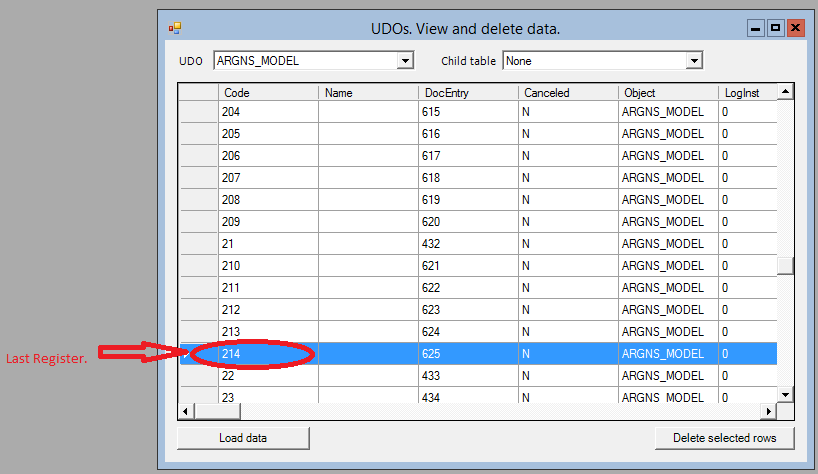 UDOs. View and delete data.
UDO ARGNS_MODEL Child table None
Code Name DocEntry Canceled Object LogInst
204 615 N ARGNS_MODEL 0
205 616 N ARGNS_MODEL 0
206 617 N ARGNS_MODEL 0
207 618 N ARGNS_MODEL 0
208 619 N ARGNS_MODEL 0
209 620 N ARGNS_MODEL 0
21 432 N ARGNS_MODEL 0
210 621 N ARGNS_MODEL 0
211 622 N ARGNS_MODEL 0
212 623 N ARGNS_MODEL 0
213 624 N ARGNS_MODEL 0
Last Register. 214 625 N ARGNS_MODEL 0
22 433 N ARGNS_MODEL 0
23 434 N ARGNS_MODEL 0
Load data Delete selected rows